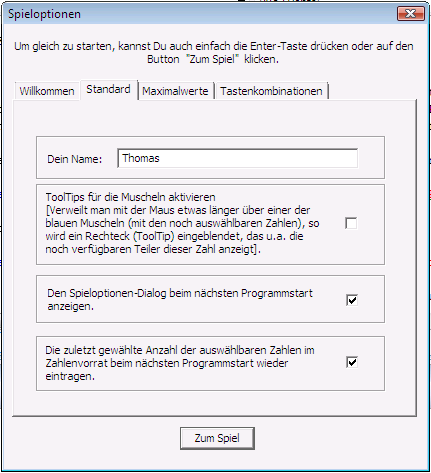 Spieloptionen
Um gleich zu starten, kannst Du auch einfach die Enter-Taste drücken oder auf den
Button "Zum Spiel" klicken.
Willkommen Standard Maximalwerte Tastenkombinationen
Dein Name: Thomas
ToolTips für die Muscheln aktivieren
[Verweilt man mit der Maus etwas länger über einer der
blauen Muscheln (mit den noch auswählbaren Zahlen), so
wird ein Rechteck (ToolTip) eingeblendet, das u.a. die
noch verfügbaren Teiler dieser Zahl anzeigt].
Den Spieloptionen-Dialog beim nächsten Programmstart
anzeigen.
Die zuletzt gewählte Anzahl der auswählbaren Zahlen im
Zahlenvorrat beim nächsten Programmstart wieder
eintragen.
Zum Spiel